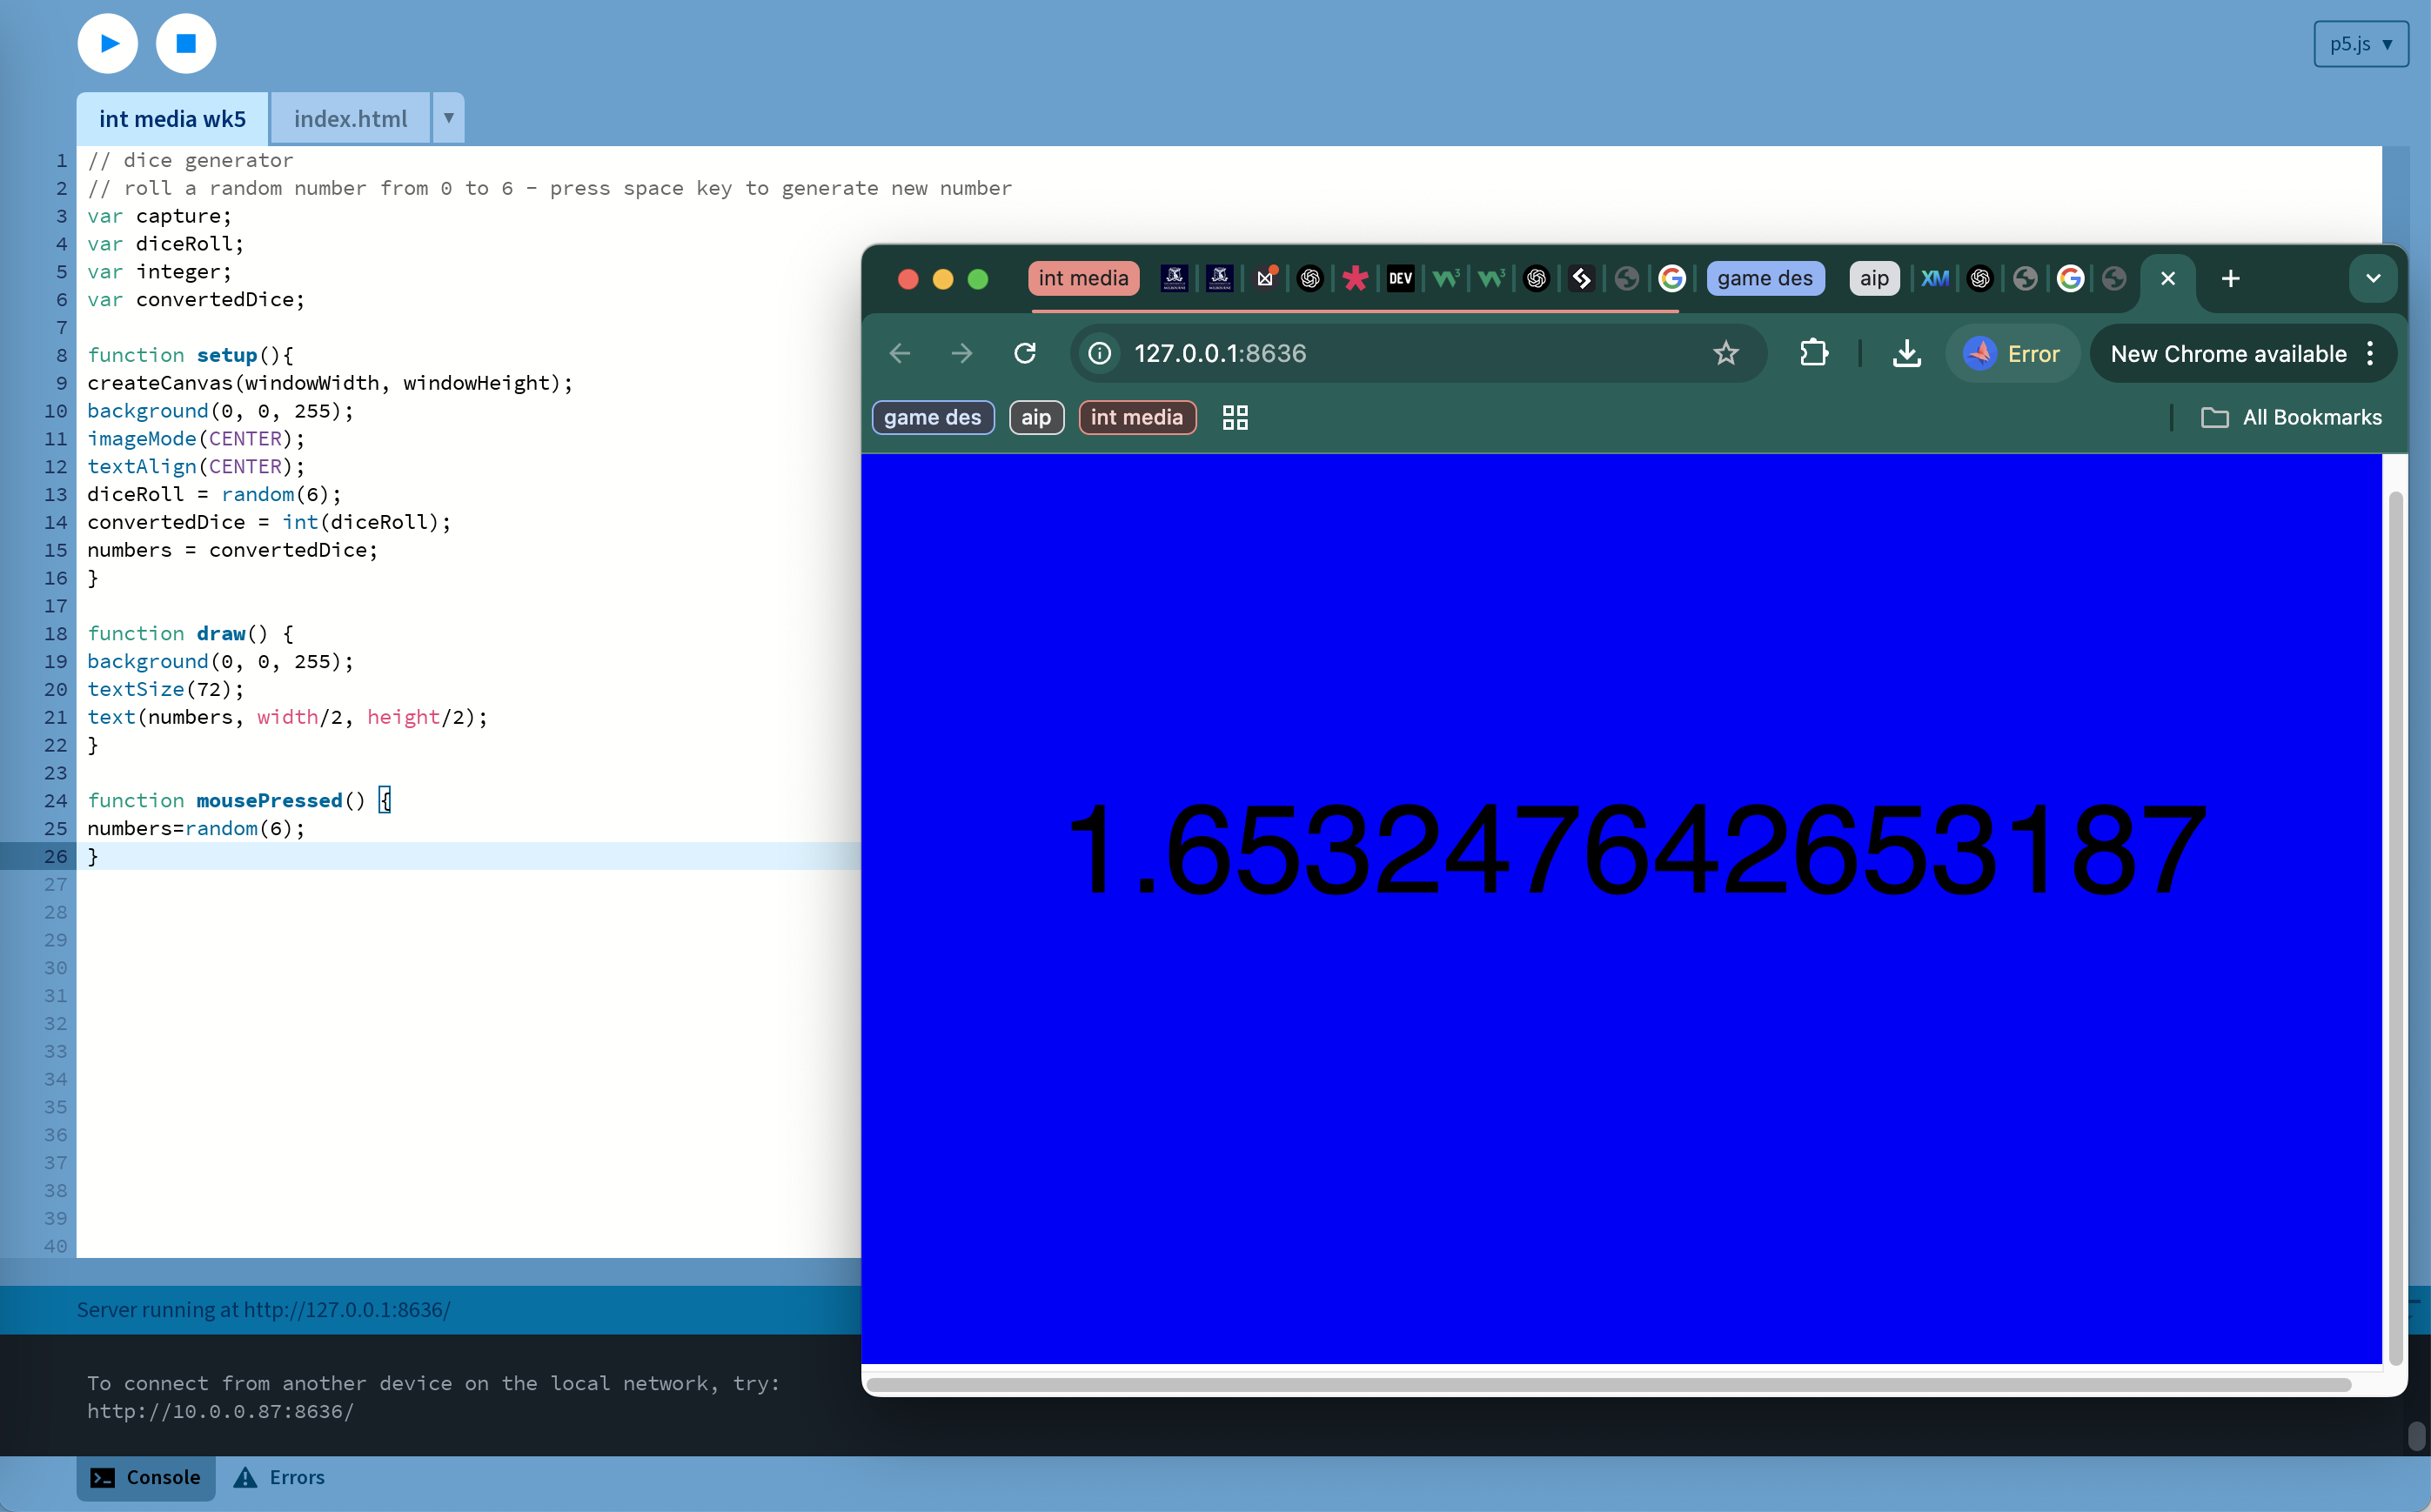 p5.js ▼
int media wk5
index.html ▼
1 // dice generator
2 // roll a random number from 0 to 6 - press space key to generate new number
3 var capture;
4 var diceRoll;
5 var integer;
6 var convertedDice;
7
8 function setup(){
9 createCanvas(windowWidth, windowHeight);
10 background(0, 0, 255);
11 imageMode(CENTER);
12 textAlign(CENTER);
13 diceRoll = random(6);
14 convertedDice = int(diceRoll);
15 numbers = convertedDice;
16 }
17
18 function draw() {
19 background(0, 0, 255);
20 textSize(72);
21 text(numbers, width/2, height/2);
22 }
23
24 function mousePressed() {
25 numbers=random(6);
26 }
27
28
29
30
31
32
33
34
35
36
37
38
39
40
Server running at http://127.0.0.1:8636/
To connect from another device on the local network, try:
http://10.0.0.87:8636/
Console
Errors
int media DEV W3 W3 game des aip XM
127.0.0.1:8636 Error New Chrome available
game des aip int media All Bookmarks
1.653247642653187